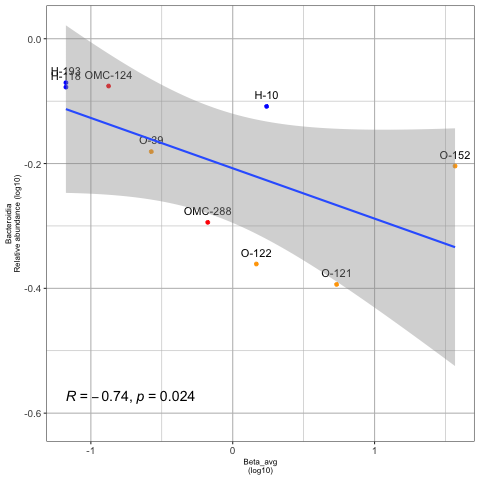 0.0
-0.2
-0.4
-0.6
Bacteroidia
Relative abundance (log10)
H-193
H-118
OMC-124
H-10
O-39
O-152
OMC-288
O-122
O-121
R = −0.74, p = 0.024
-1
0
1
Beta_avg
(log10)